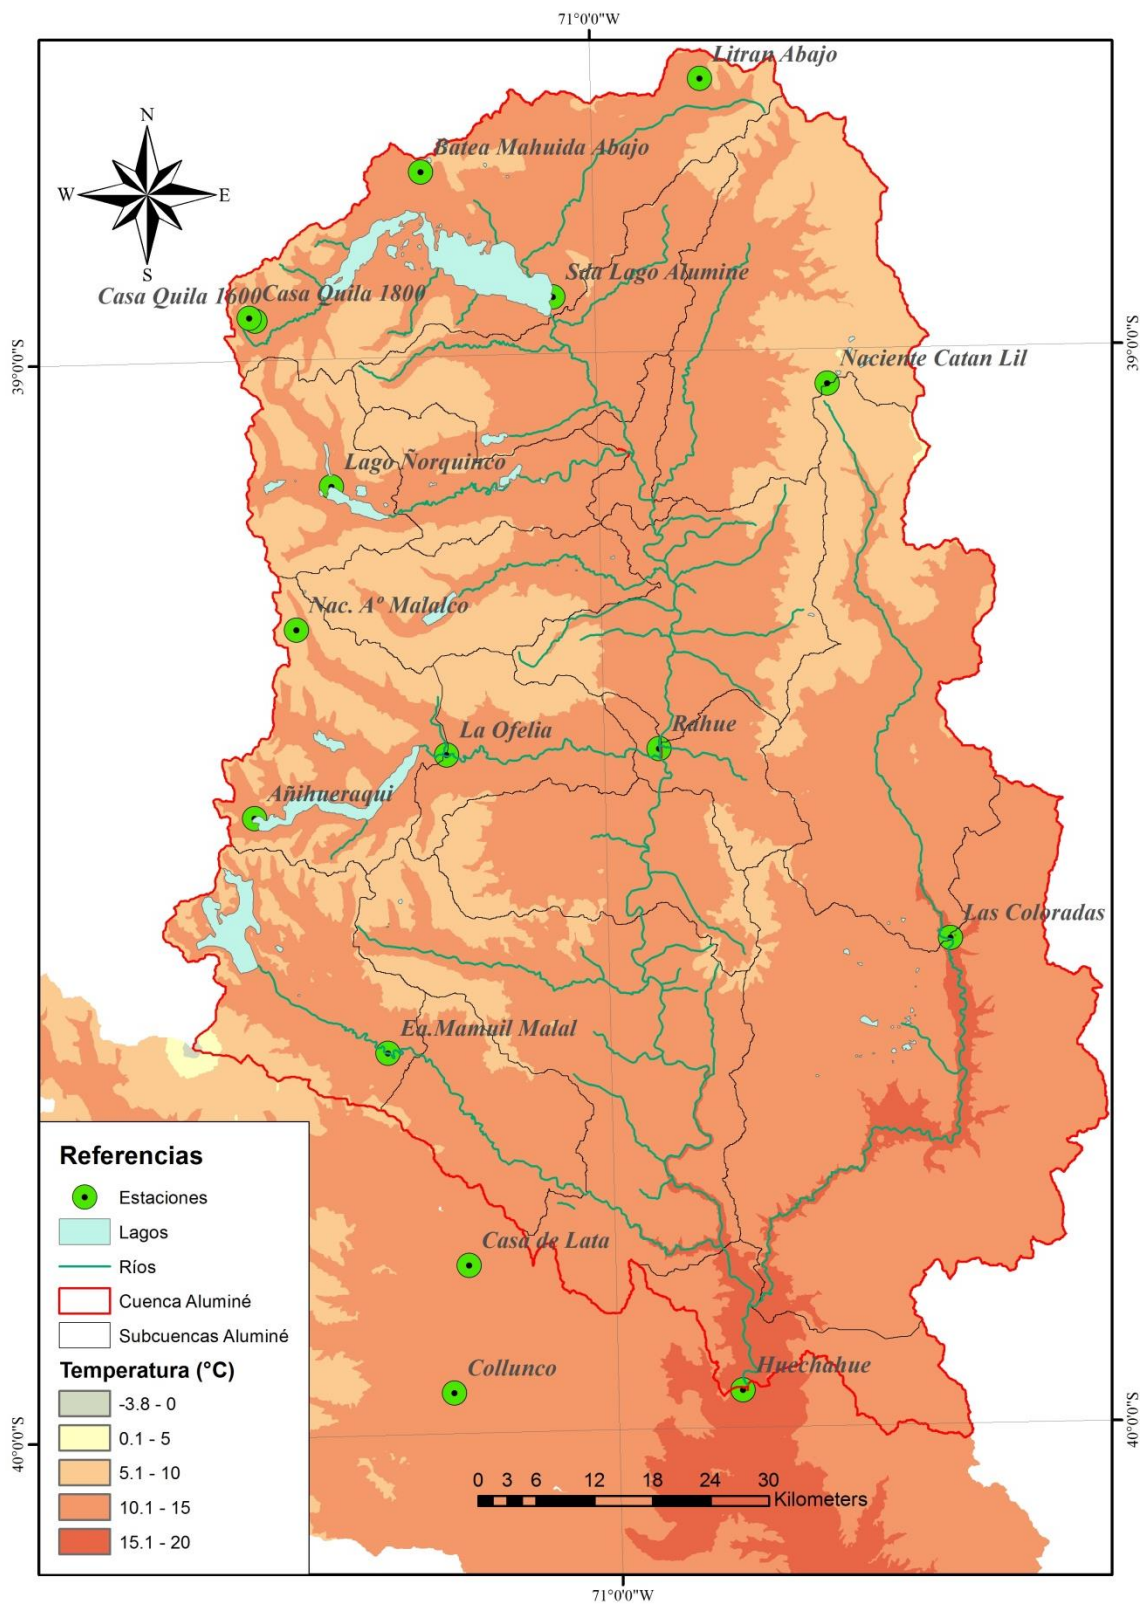 71°0'0"W
Litran Abajo
N
Batea Mahuida Abajo
W
E
S
Sda Lago Alumine
Casa Quila 1600
Casa Quila 1800
39°0'0"S
39°0'0"S
Naciente Catan Lil
Lago Ñorquinco
Nac. Aº Malalco
La Ofelia
Rahue
Añihueraqui
Las Coloradas
Ea.Mamuil Malal
Casa de Lata
Collunco
Huechahue
Referencias
Estaciones
Lagos
Ríos
Cuenca Aluminé
Subcuencas Aluminé
Temperatura (°C)
-3.8 - 0
0.1 - 5
5.1 - 10
10.1 - 15
15.1 - 20
40°0'0"S
40°0'0"S
0 3 6 12 18 24 30
Kilometers
71°0'0"W